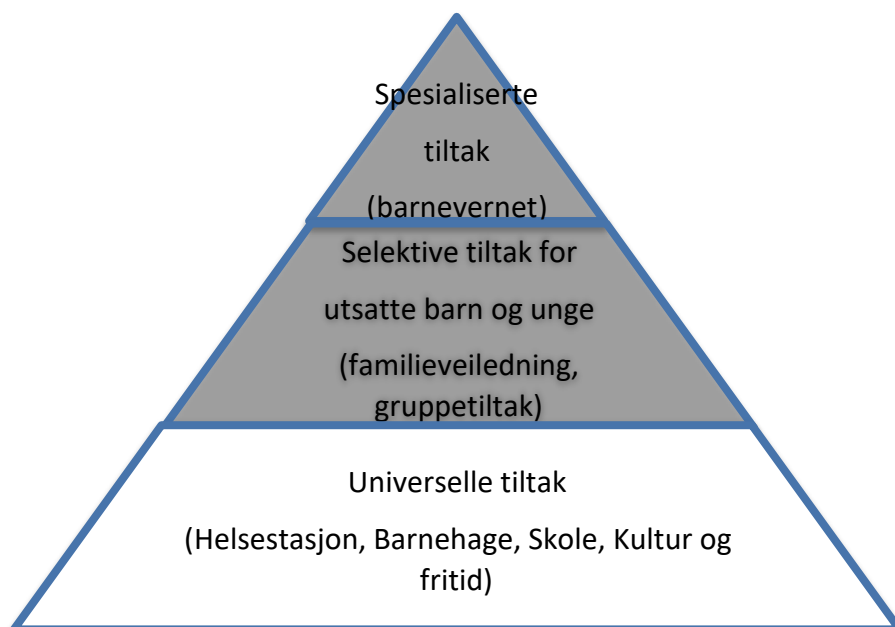 Spesialiserte
tiltak
(barnevernet)
Selektive tiltak for
utsatte barn og unge
(familieveiledning,
gruppetiltak)
Universelle tiltak
(Helsestasjon, Barnehage, Skole, Kultur og
fritid)